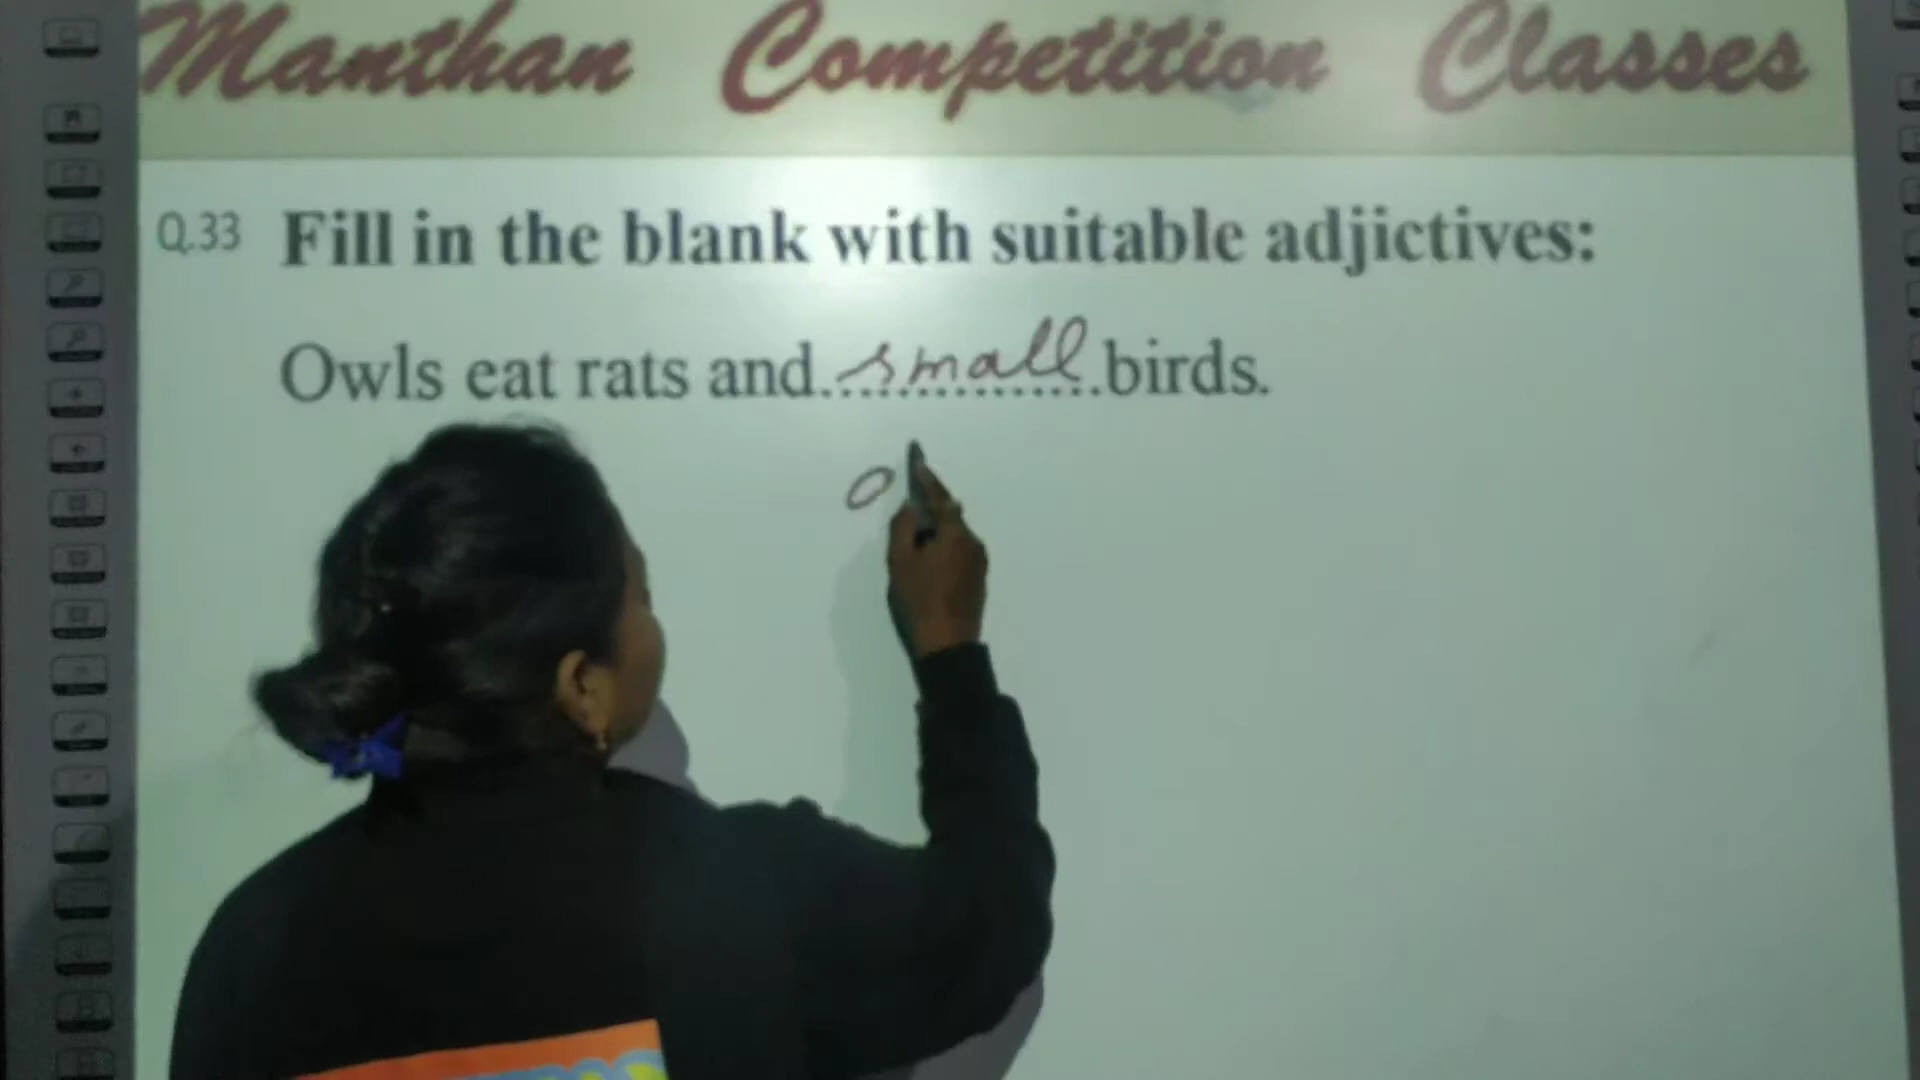 Manthan Competition Classes
Q.33 Fill in the blank with suitable adjictives:
Owls eat rats and..small..birds.